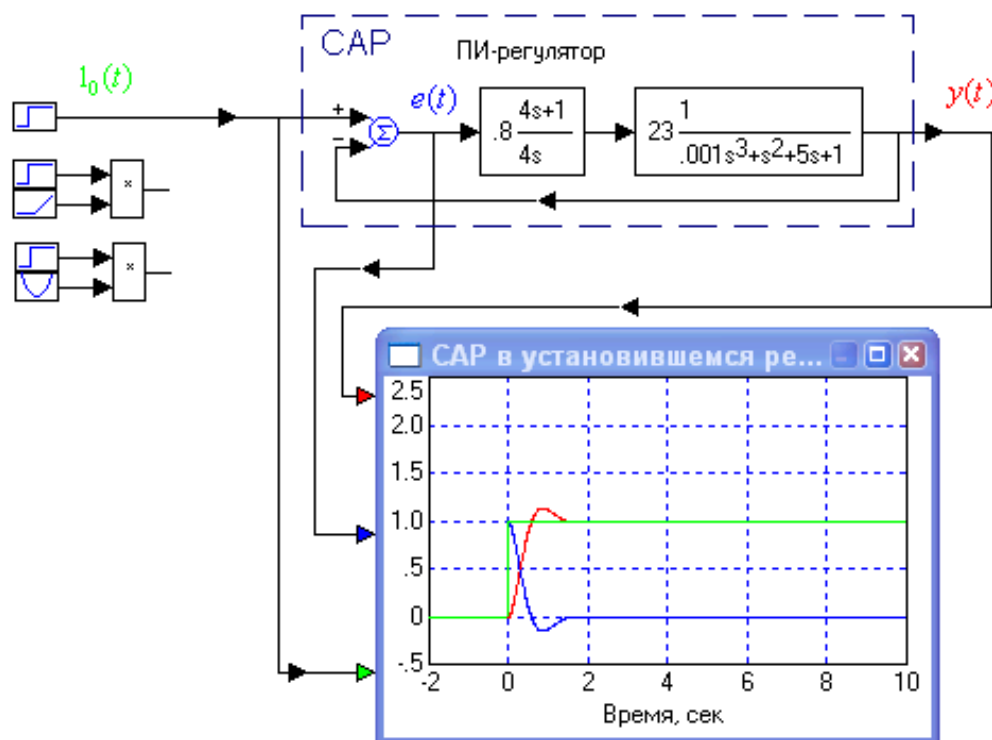 САР
ПИ-регулятор
1₀(t)
e(t)
y(t)
+
−
Σ
.8 4s+1
4s
23 1
.001s³+s²+5s+1
*
*
САР в установившемся ре...
2.5
2.0
1.5
1.0
.5
0
-.5
-2 0 2 4 6 8 10
Время, сек